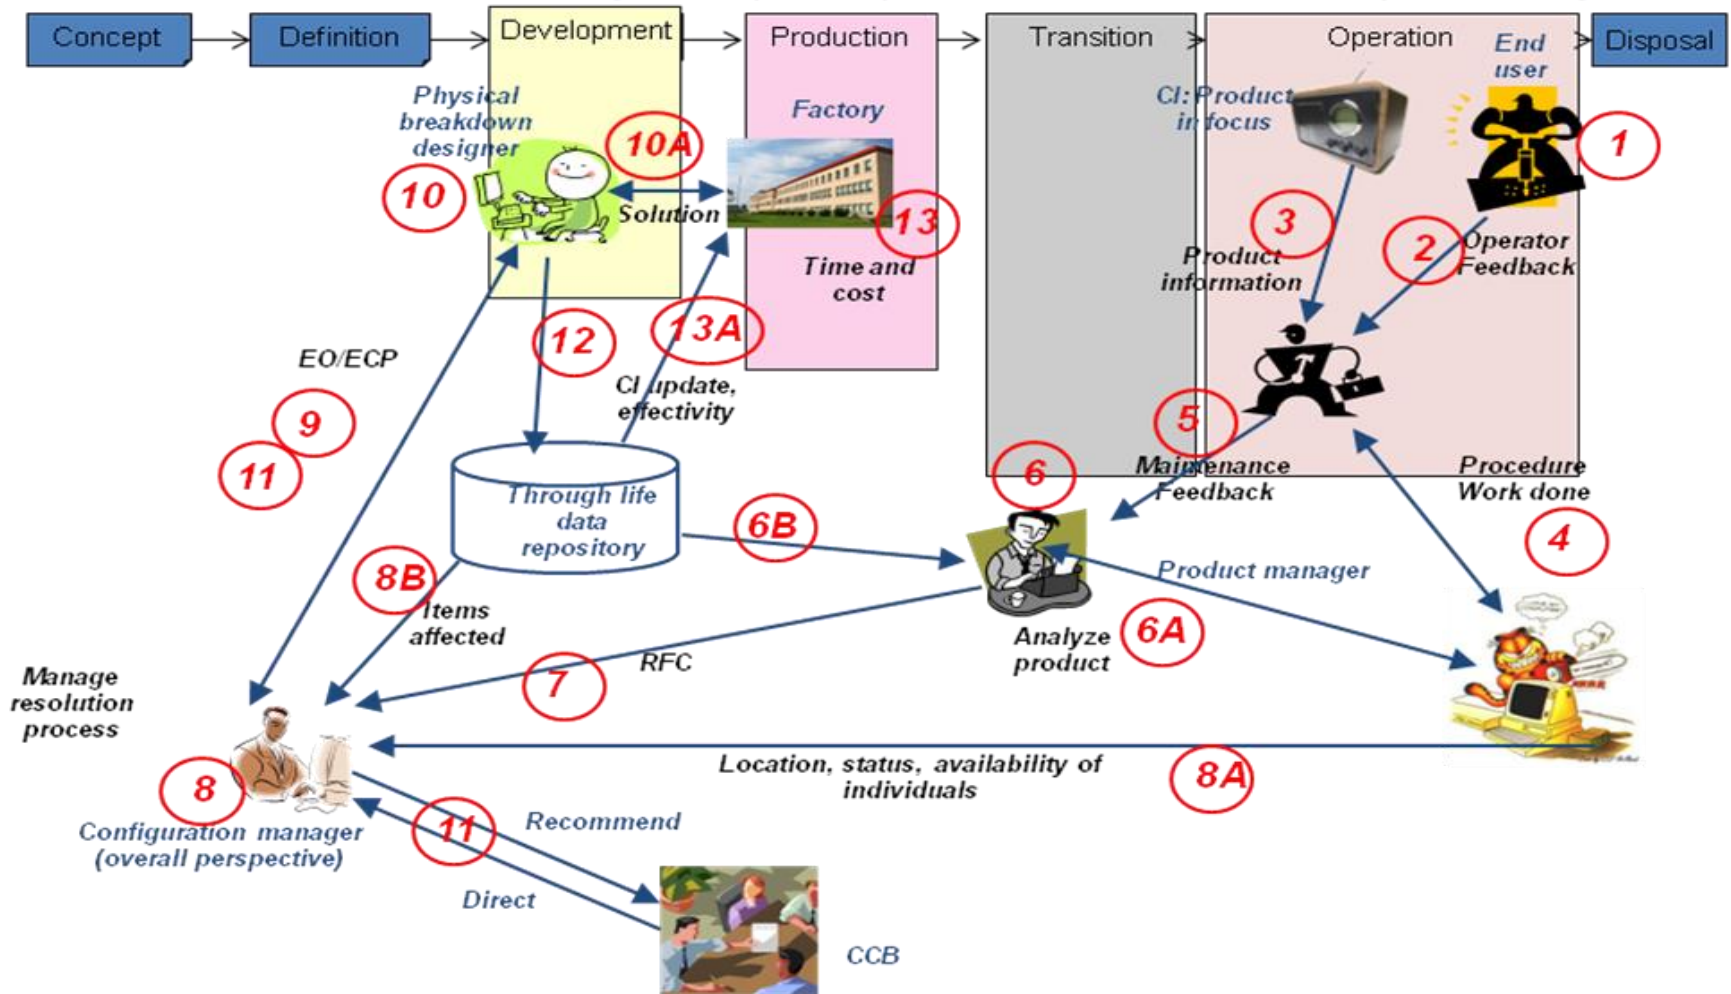 Concept
Definition
Development
Production
Transition
Operation
Disposal
End
user
Physical
breakdown
designer
Factory
CI: Product
in focus
1
10A
10
Solution
13
3
2
Operator
Feedback
Product
information
Time and
cost
12
13A
EO/ECP
CI update,
effectivity
9
11
5
6
Maintenance
Feedback
Procedure
Work done
4
Through life
data
repository
6B
8B
Product manager
Items
affected
Analyze
product
6A
RFC
7
Manage
resolution
process
Location, status, availability of
individuals
8A
8
Configuration manager
(overall perspective)
11
Recommend
Direct
CCB